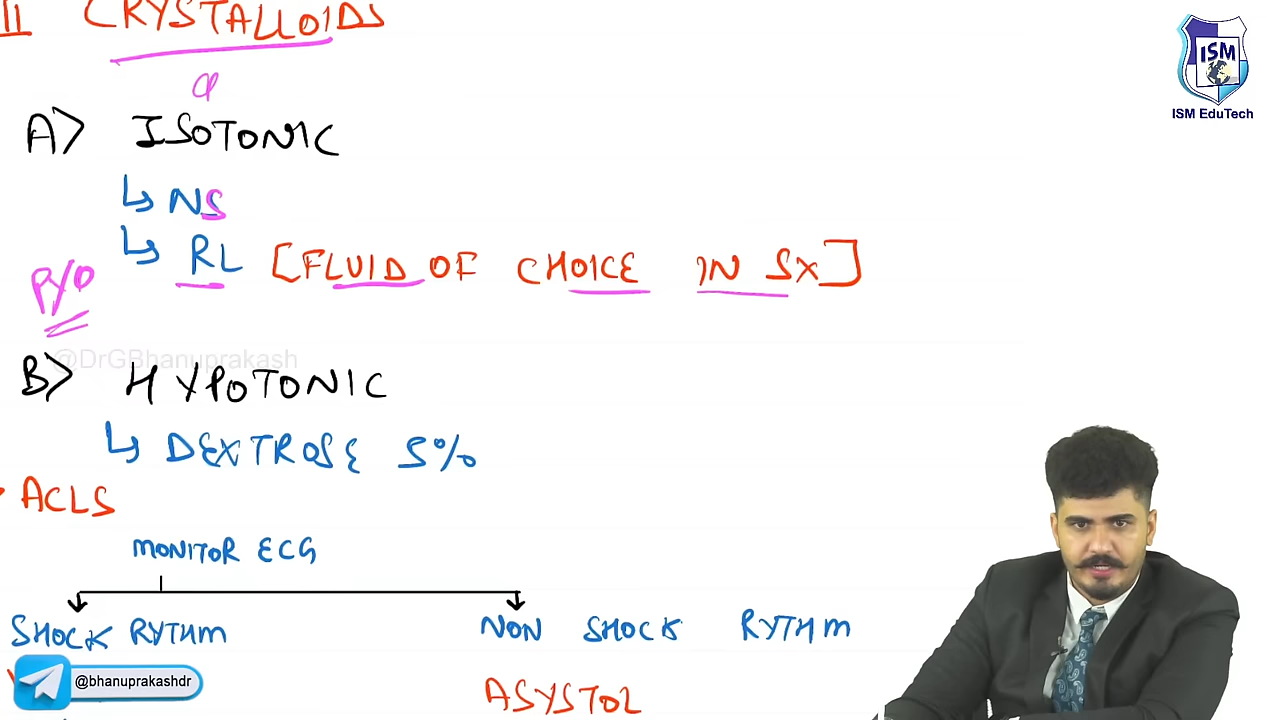 II CRYSTALLOIDS
ISM
ISM EduTech
A> ISOTONIC
↳ NS
↳ RL [FLUID OF CHOICE IN SX]
P/O
@DrGBhanuprakash
B> HYPOTONIC
↳ DEXTROSE 5%
ACLS
MONITOR ECG
SHOCK RYTHM NON SHOCK RYTHM
@bhanuprakashdr
ASYSTOL